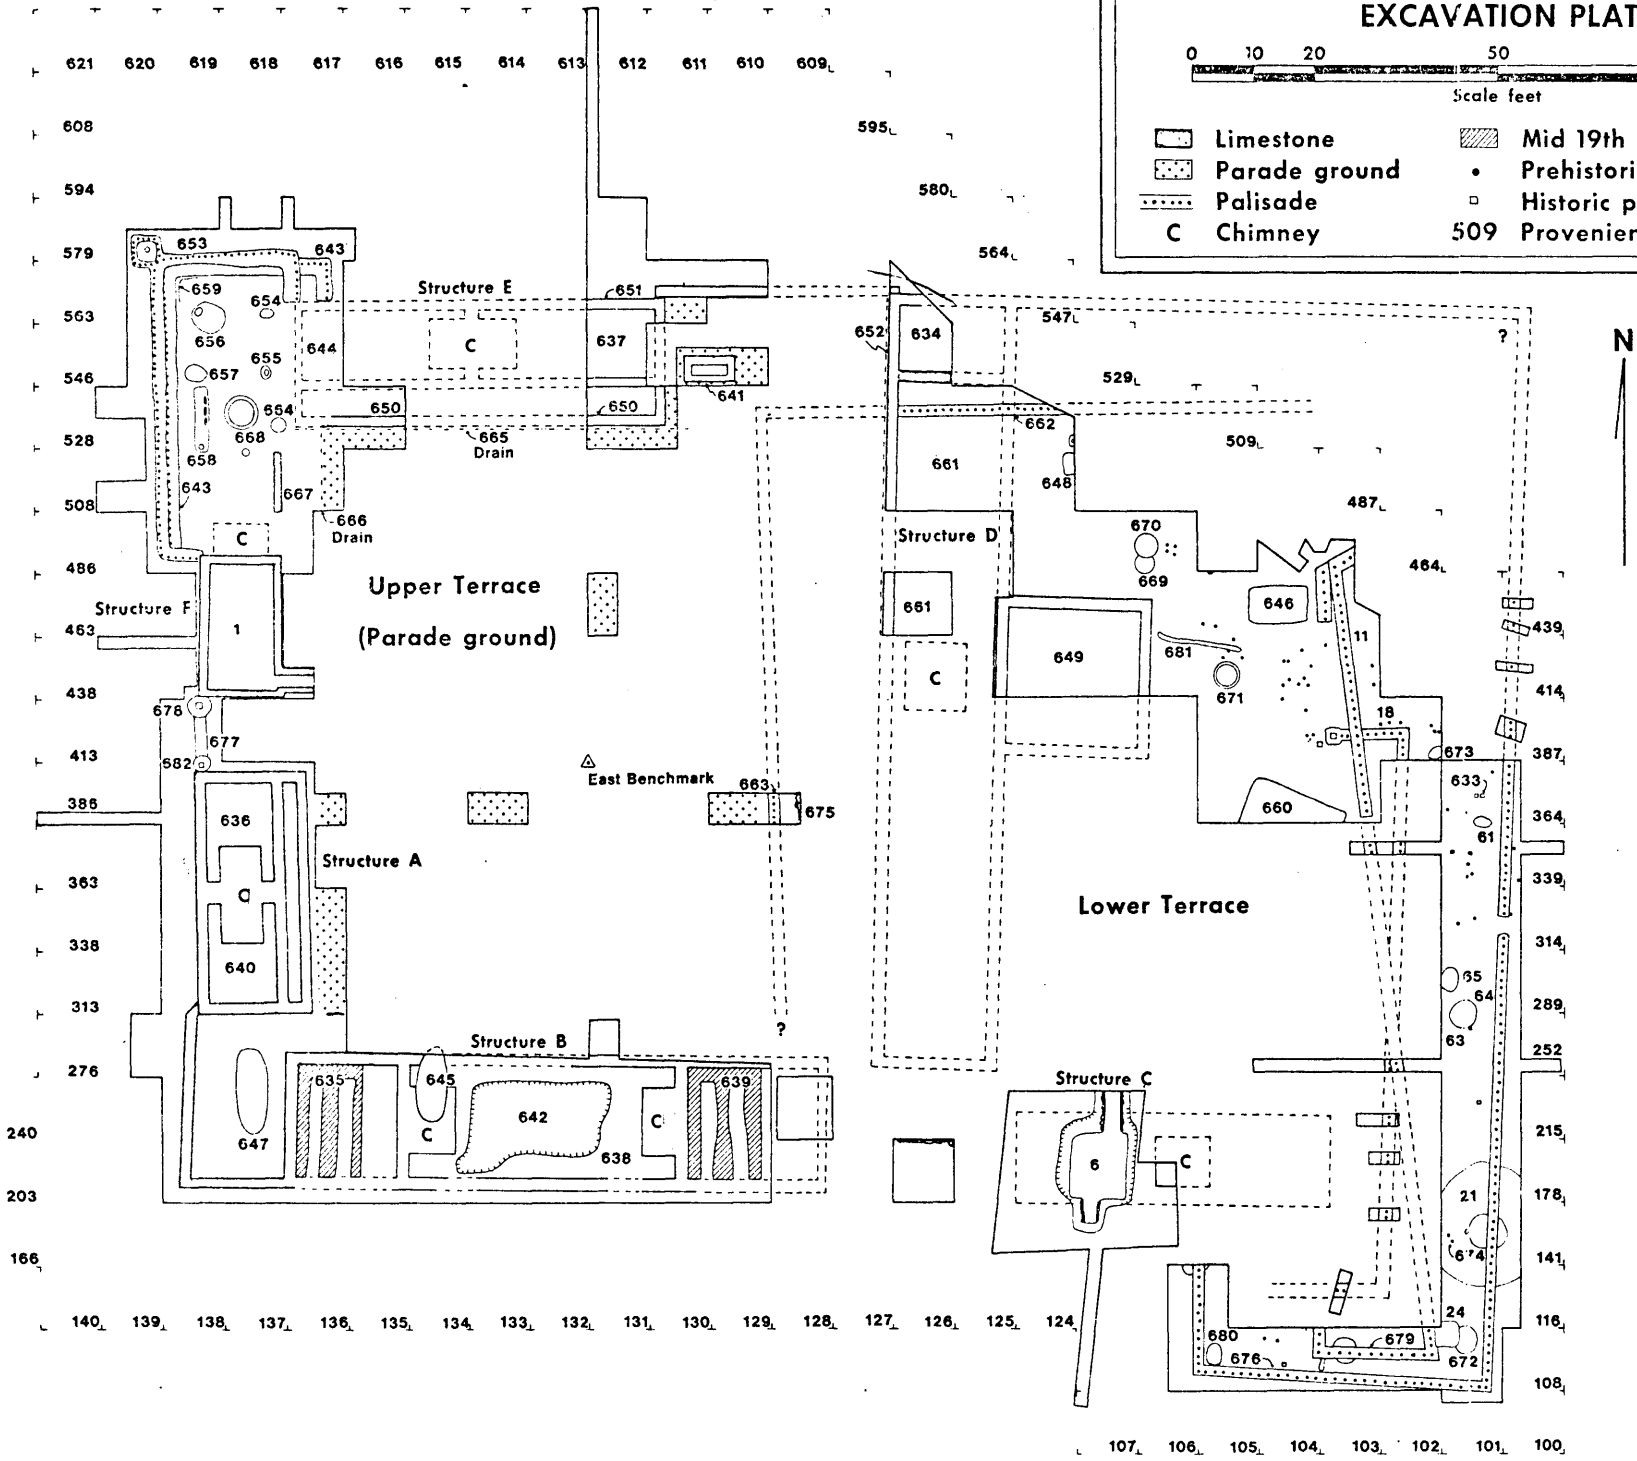 EXCAVATION PLAT
0 10 20 50
Scale feet
Limestone
Parade ground
Palisade
C Chimney
Mid 19th
Prehistori
Historic p
509 Provenien
N
621 620 619 618 617 616 615 614 613 612 611 610 609
608 595
594 580
579 653 643 564
659 654 Structure E 651
563 656 644 C 637 652 634 547 ?
655
546 657 641 529
654 650 650
528 668 665 662 509
Drain
658 661 648
643 667
508 666 487
Drain
C Structure D 670
486 669 464
Upper Terrace
(Parade ground)
Structure F 661 646
463 1 649 681 11 439
C 671
438 414
678 18
677
413 682 673 387
East Benchmark
663 633
386 636 675 660 61 364
Structure A
363 C 339
Lower Terrace
338 640 314
65
64
313 289
? 63
Structure B 252
276 635 645 639 Structure C
642 C
240 647 C 638 215
6 C
203 21 178
166 674 141
140 139 138 137 136 135 134 133 132 131 130 129 128 127 126 125 124 24 116
680 679
676 672
108
107 106 105 104 103 102 101 100